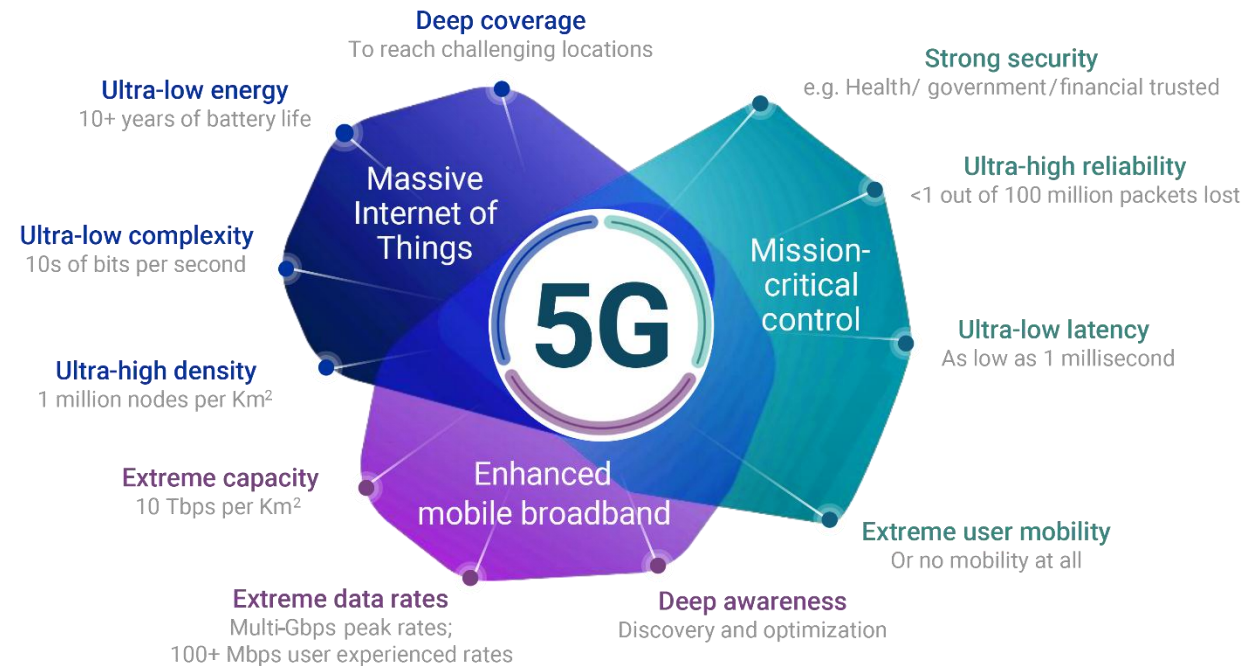 Deep coverage
To reach challenging locations
Strong security
e.g. Health/ government/financial trusted
Ultra-low energy
10+ years of battery life
Ultra-high reliability
<1 out of 100 million packets lost
Massive
Internet of
Things
Ultra-low complexity
10s of bits per second
Mission-
critical
control
5G
Ultra-low latency
As low as 1 millisecond
Ultra-high density
1 million nodes per Km²
Extreme capacity
10 Tbps per Km²
Enhanced
mobile broadband
Extreme user mobility
Or no mobility at all
Extreme data rates
Multi-Gbps peak rates;
100+ Mbps user experienced rates
Deep awareness
Discovery and optimization